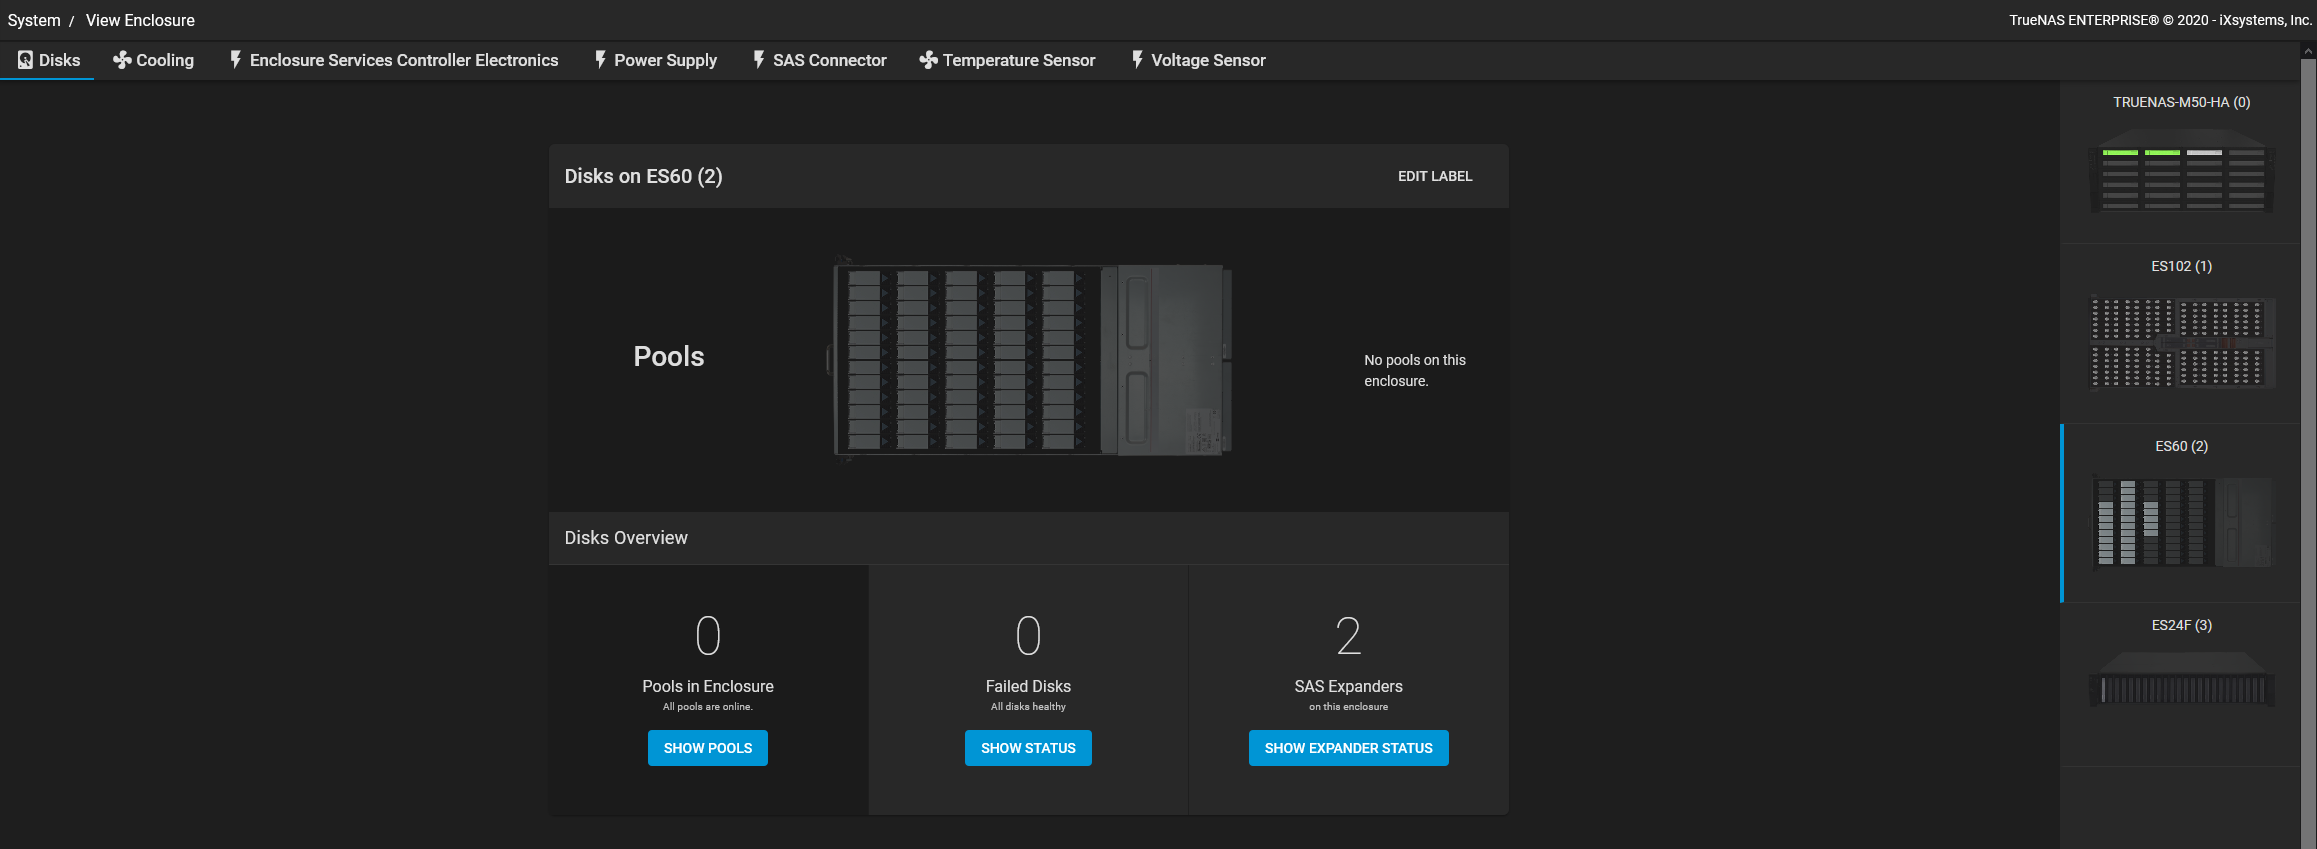 System / View Enclosure
TrueNAS ENTERPRISE® © 2020 - iXsystems, Inc.
Disks
Cooling
Enclosure Services Controller Electronics
Power Supply
SAS Connector
Temperature Sensor
Voltage Sensor
Disks on ES60 (2)
EDIT LABEL
Pools
No pools on this
enclosure.
Disks Overview
0
Pools in Enclosure
All pools are online.
SHOW POOLS
0
Failed Disks
All disks healthy
SHOW STATUS
2
SAS Expanders
on this enclosure
SHOW EXPANDER STATUS
TRUENAS-M50-HA (0)
ES102 (1)
ES60 (2)
ES24F (3)